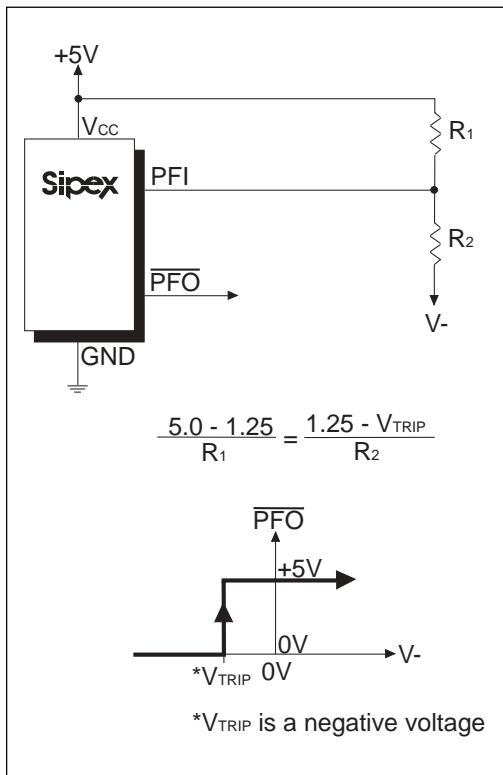 +5V
VCC
R1
Sipex
PFI
R2
PFO
V-
GND
5.0 - 1.25
R1
=
1.25 - VTRIP
R2
PFO
+5V
0V
V-
*VTRIP 0V
*VTRIP is a negative voltage